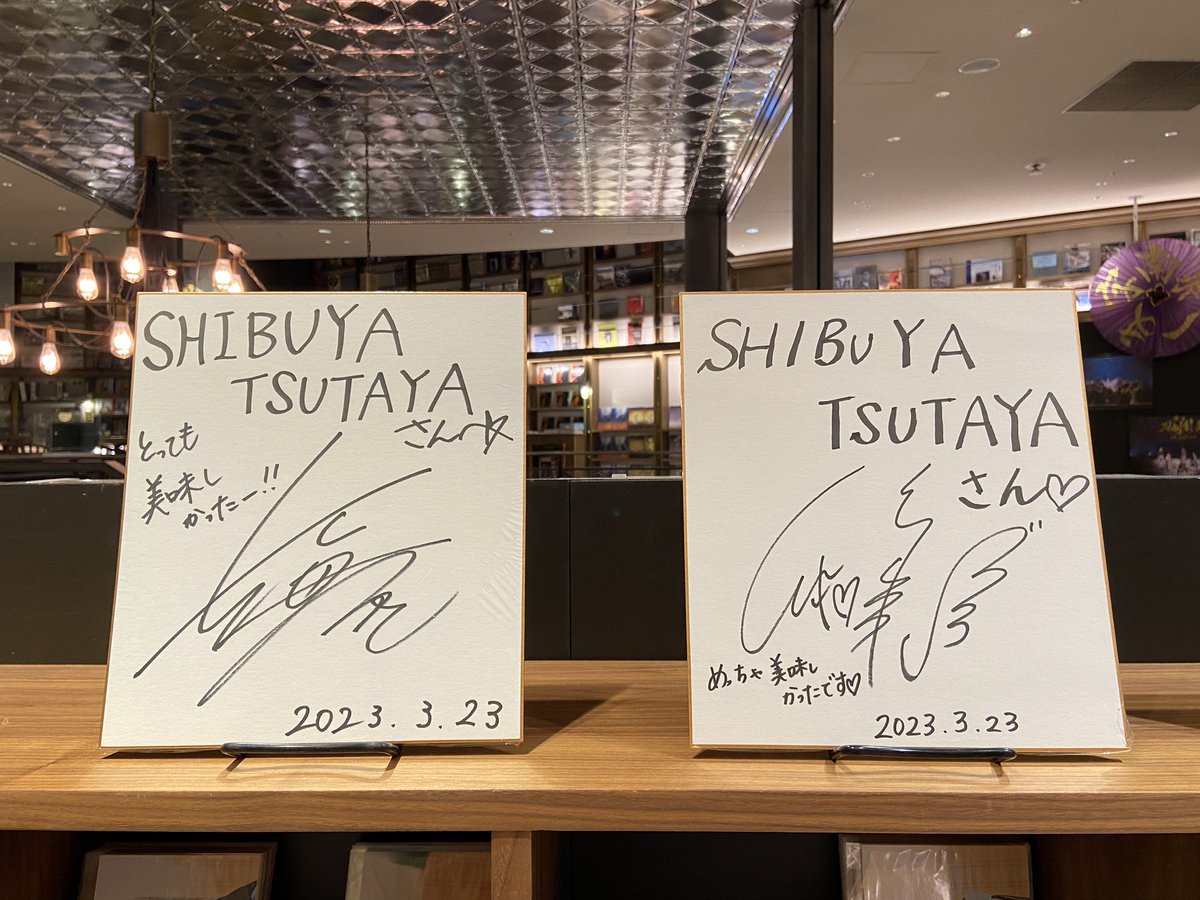 SHIBUYA
TSUTAYA
さん
とっても
美味し
かったー!!
2023.3.23
SHIBUYA
TSUTAYA
さん♡
めっちゃ美味し
かったです♡
2023.3.23